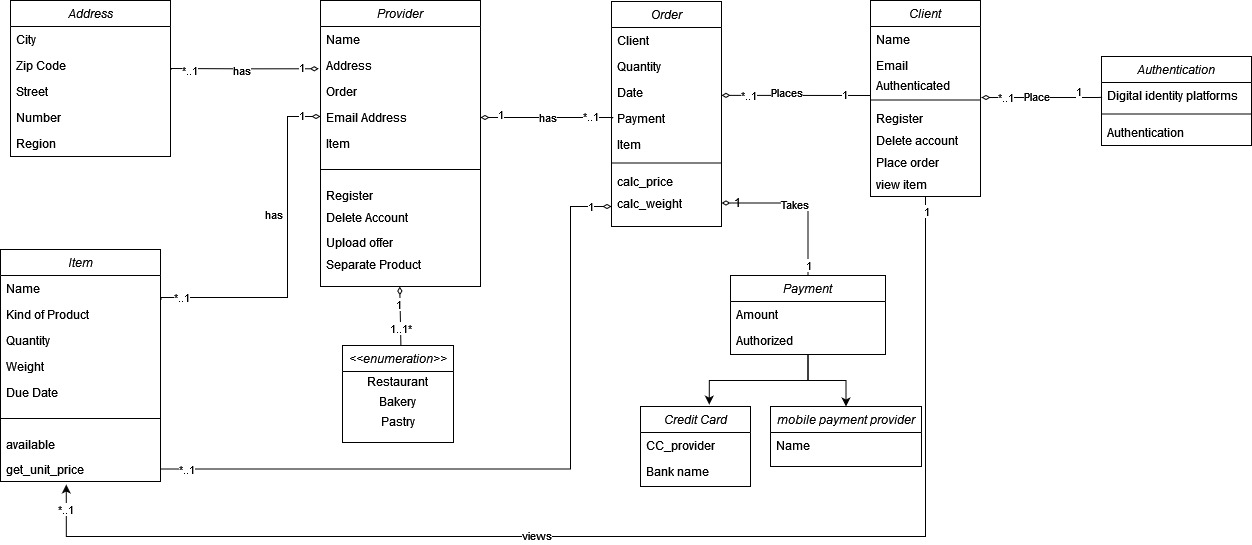 Address
City
Zip Code
Street
Number
Region
*..1
has
1
Provider
Name
Address
Order
Email Address
Item
Register
Delete Account
Upload offer
Separate Product
1
has
*..1
1
has
*..1
Order
Client
Quantity
Date
Payment
Item
calc_price
calc_weight
*..1
Places
1
Client
Name
Email
Authenticated
Register
Delete account
Place order
view item
*..1
Place
1
Authentication
Digital identity platforms
Authentication
1
Takes
1
1
*..1
Item
Name
Kind of Product
Quantity
Weight
Due Date
available
get_unit_price
1
1..1*
<<enumeration>>
Restaurant
Bakery
Pastry
Payment
Amount
Authorized
Credit Card
CC_provider
Bank name
mobile payment provider
Name
1
*..1
views